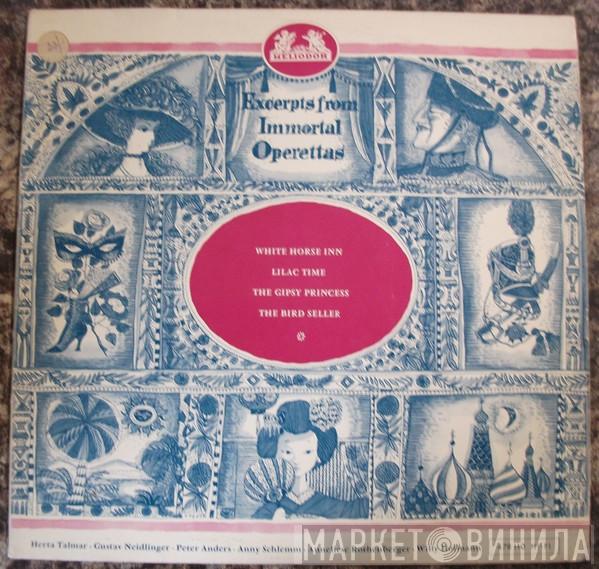 HELIODOR
Excerpts from
Immortal
Operettas
WHITE HORSE INN
LILAC TIME
THE GIPSY PRINCESS
THE BIRD SELLER
Herta Talmar · Gustav Neidlinger · Peter Anders · Anny Schlemm · Anneliese Rothenberger · Willy Hofmann
МАРКЕТ ВИНИЛА